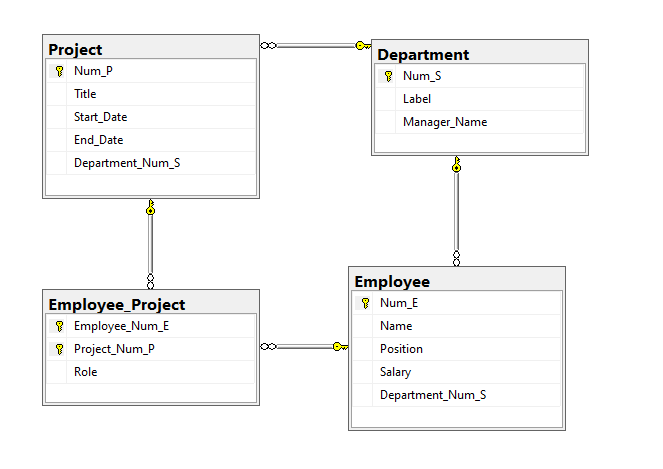 Project
Num_P
Title
Start_Date
End_Date
Department_Num_S
Department
Num_S
Label
Manager_Name
Employee_Project
Employee_Num_E
Project_Num_P
Role
Employee
Num_E
Name
Position
Salary
Department_Num_S